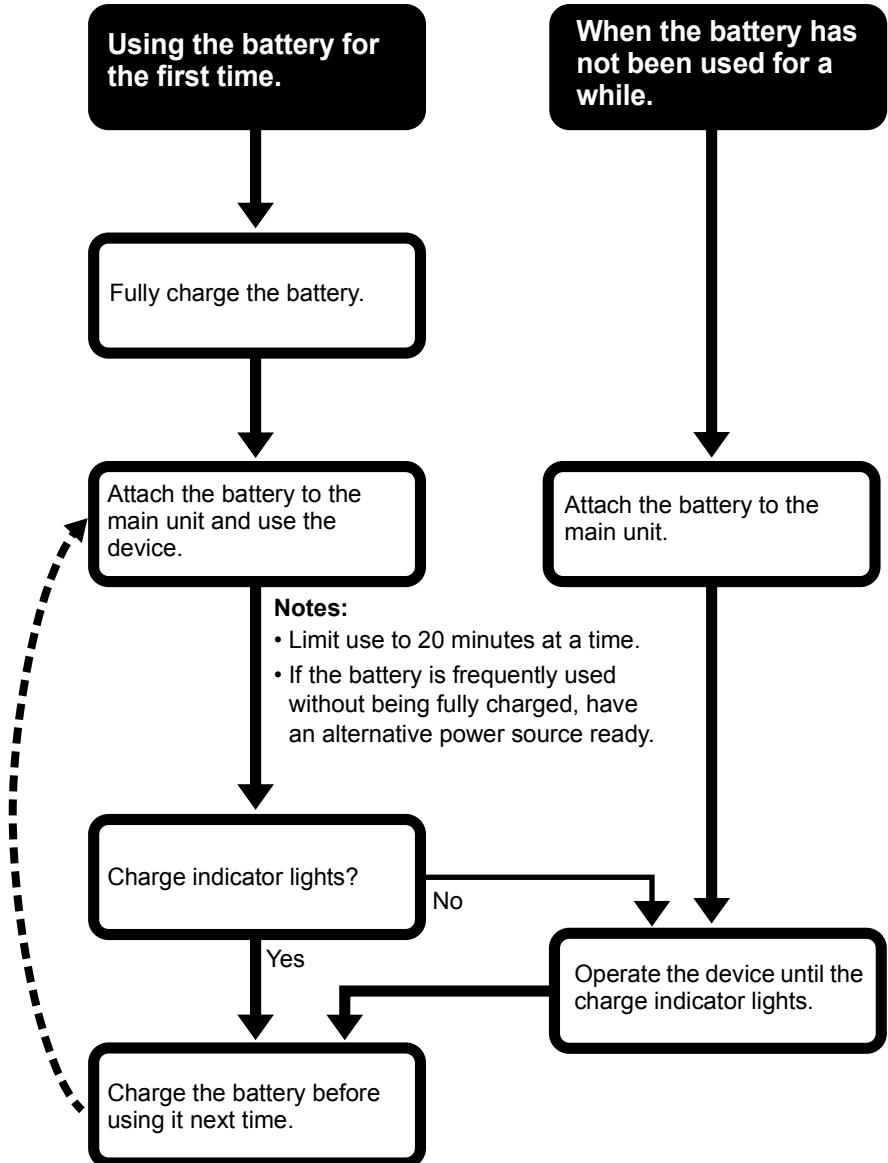 Using the battery for
the first time.
When the battery has
not been used for a
while.
Fully charge the battery.
Attach the battery to the
main unit and use the
device.
Attach the battery to the
main unit.
Notes:
• Limit use to 20 minutes at a time.
• If the battery is frequently used
without being fully charged, have
an alternative power source ready.
Charge indicator lights?
No
Yes
Operate the device until the
charge indicator lights.
Charge the battery before
using it next time.